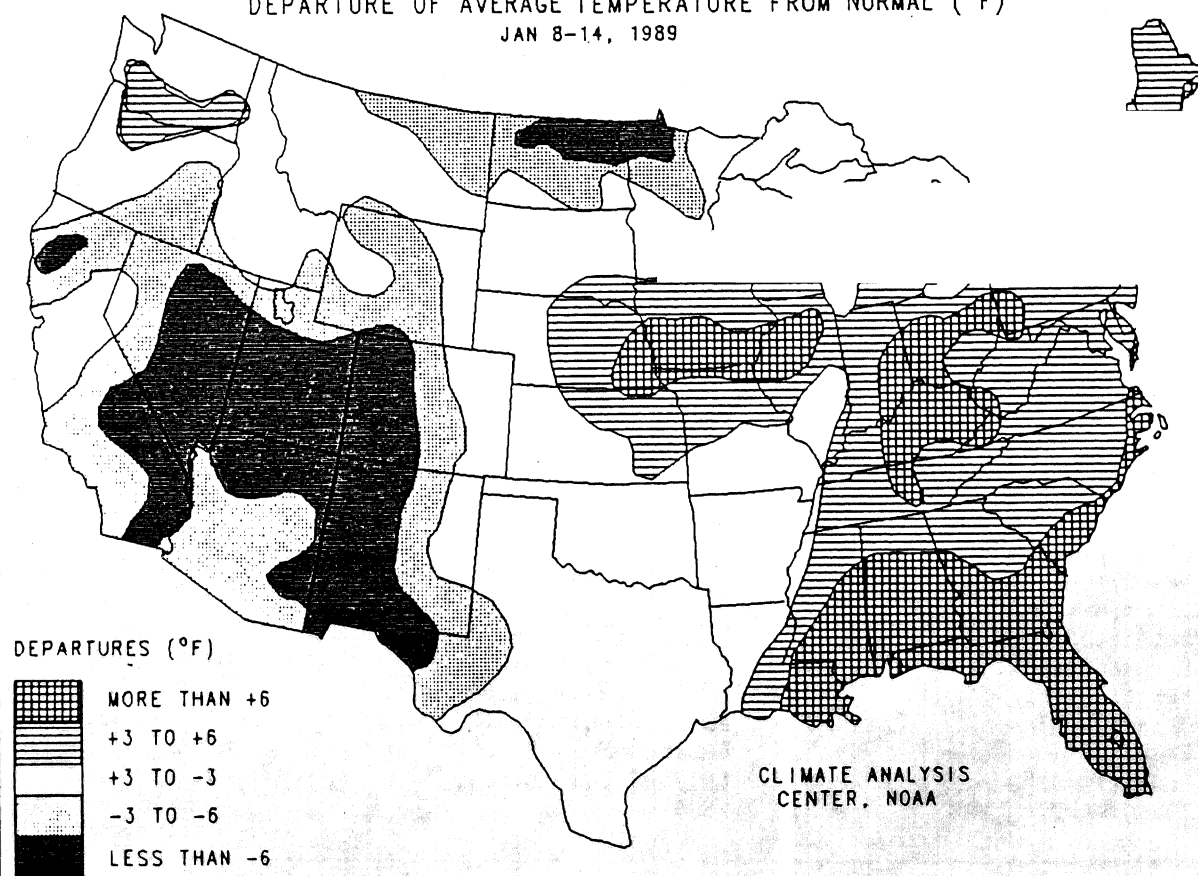 DEPARTURE OF AVERAGE TEMPERATURE FROM NORMAL (°F)
JAN 8-14, 1989
DEPARTURES (°F)
MORE THAN +6
+3 TO +6
+3 TO -3
-3 TO -6
LESS THAN -6
CLIMATE ANALYSIS
CENTER, NOAA